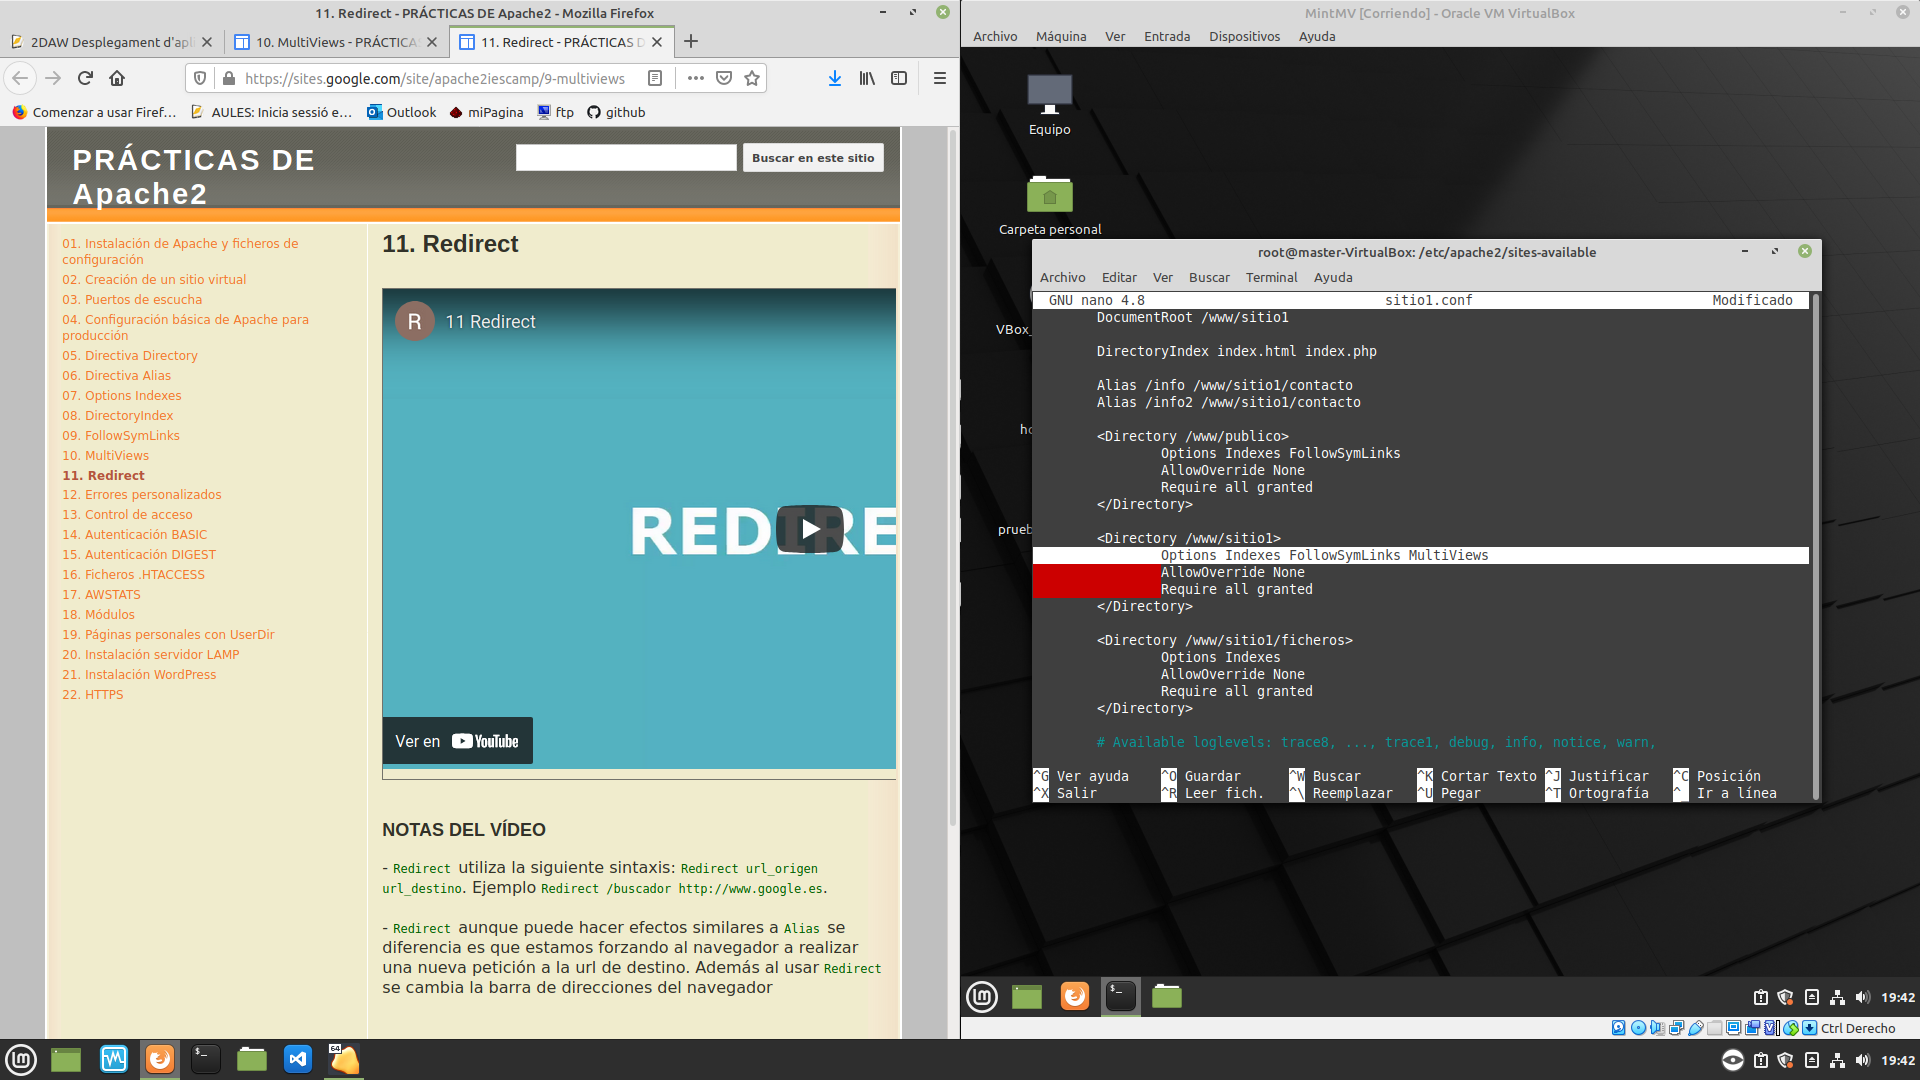 11. Redirect - PRÁCTICAS DE Apache2 - Mozilla Firefox
2DAW Desplegament d'apl
10. MultiViews - PRÁCTICA
11. Redirect - PRÁCTICAS D
https://sites.google.com/site/apache2iescamp/9-multiviews
Comenzar a usar Firef...
AULES: Inicia sessió e...
Outlook
miPagina
ftp
github
PRÁCTICAS DE
Apache2
Buscar en este sitio
01. Instalación de Apache y ficheros de
configuración
02. Creación de un sitio virtual
03. Puertos de escucha
04. Configuración básica de Apache para
producción
05. Directiva Directory
06. Directiva Alias
07. Options Indexes
08. DirectoryIndex
09. FollowSymLinks
10. MultiViews
11. Redirect
12. Errores personalizados
13. Control de acceso
14. Autenticación BASIC
15. Autenticación DIGEST
16. Ficheros .HTACCESS
17. AWSTATS
18. Módulos
19. Páginas personales con UserDir
20. Instalación servidor LAMP
21. Instalación WordPress
22. HTTPS
11. Redirect
R 11 Redirect
REDIRE
Ver en YouTube
NOTAS DEL VÍDEO
- Redirect utiliza la siguiente sintaxis: Redirect url_origen
url_destino. Ejemplo Redirect /buscador http://www.google.es.
- Redirect aunque puede hacer efectos similares a Alias se
diferencia es que estamos forzando al navegador a realizar
una nueva petición a la url de destino. Además al usar Redirect
se cambia la barra de direcciones del navegador
MintMV [Corriendo] - Oracle VM VirtualBox
Archivo Máquina Ver Entrada Dispositivos Ayuda
Equipo
Carpeta personal
VBox_
ho
prueb
root@master-VirtualBox: /etc/apache2/sites-available
Archivo Editar Ver Buscar Terminal Ayuda
GNU nano 4.8 sitio1.conf Modificado
DocumentRoot /www/sitio1
DirectoryIndex index.html index.php
Alias /info /www/sitio1/contacto
Alias /info2 /www/sitio1/contacto
<Directory /www/publico>
Options Indexes FollowSymLinks
AllowOverride None
Require all granted
</Directory>
<Directory /www/sitio1>
Options Indexes FollowSymLinks MultiViews
AllowOverride None
Require all granted
</Directory>
<Directory /www/sitio1/ficheros>
Options Indexes
AllowOverride None
Require all granted
</Directory>
# Available loglevels: trace8, ..., trace1, debug, info, notice, warn,
^G Ver ayuda ^O Guardar ^W Buscar ^K Cortar Texto ^J Justificar ^C Posición
^X Salir ^R Leer fich. ^\ Reemplazar ^U Pegar ^T Ortografía ^_ Ir a línea
19:42
Ctrl Derecho
64
19:42